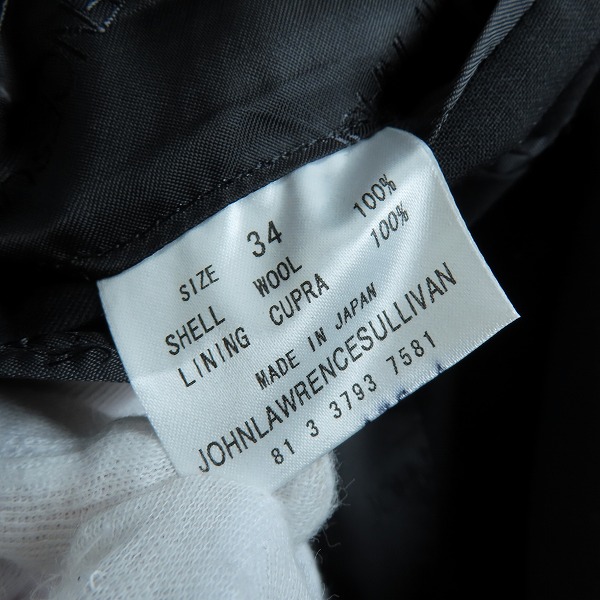 SIZE 34
SHELL WOOL 100%
LINING CUPRA 100%
MADE IN JAPAN
JOHNLAWRENCESULLIVAN
81 3 3793 7581